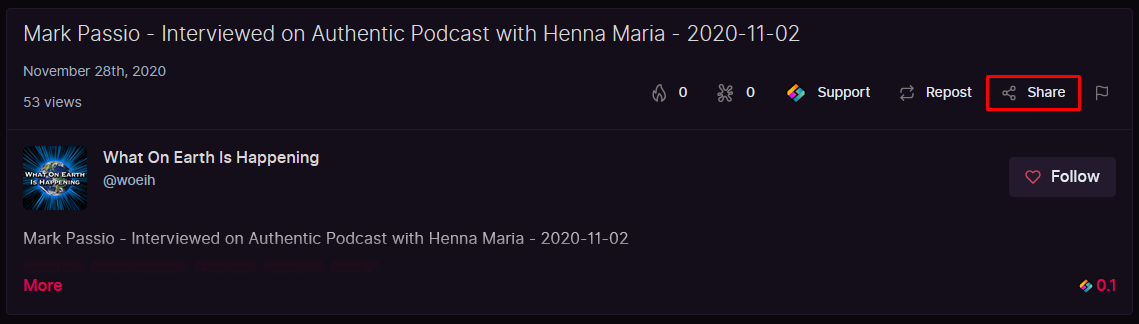 Mark Passio - Interviewed on Authentic Podcast with Henna Maria - 2020-11-02
November 28th, 2020
53 views
0
0
Support
Repost
Share
WHAT ON EARTH
IS HAPPENING
What On Earth Is Happening
@woeih
Follow
Mark Passio - Interviewed on Authentic Podcast with Henna Maria - 2020-11-02
More
0.1